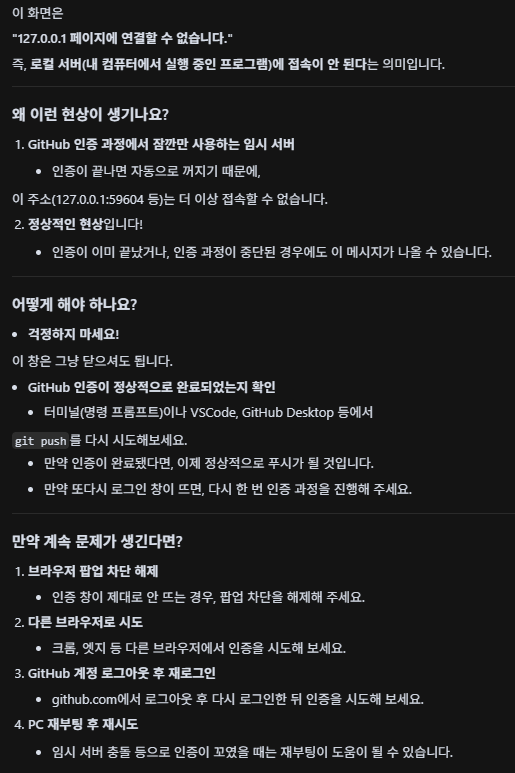 이 화면은
"127.0.0.1 페이지에 연결할 수 없습니다."
즉, 로컬 서버(내 컴퓨터에서 실행 중인 프로그램)에 접속이 안 된다는 의미입니다.
왜 이런 현상이 생기나요?
1. GitHub 인증 과정에서 잠깐만 사용하는 임시 서버
• 인증이 끝나면 자동으로 꺼지기 때문에,
이 주소(127.0.0.1:59604 등)는 더 이상 접속할 수 없습니다.
2. 정상적인 현상입니다!
• 인증이 이미 끝났거나, 인증 과정이 중단된 경우에도 이 메시지가 나올 수 있습니다.
어떻게 해야 하나요?
• 걱정하지 마세요!
이 창은 그냥 닫으셔도 됩니다.
• GitHub 인증이 정상적으로 완료되었는지 확인
• 터미널(명령 프롬프트)이나 VSCode, GitHub Desktop 등에서
git push를 다시 시도해보세요.
• 만약 인증이 완료됐다면, 이제 정상적으로 푸시가 될 것입니다.
• 만약 또다시 로그인 창이 뜨면, 다시 한 번 인증 과정을 진행해 주세요.
만약 계속 문제가 생긴다면?
1. 브라우저 팝업 차단 해제
• 인증 창이 제대로 안 뜨는 경우, 팝업 차단을 해제해 주세요.
2. 다른 브라우저로 시도
• 크롬, 엣지 등 다른 브라우저에서 인증을 시도해 보세요.
3. GitHub 계정 로그아웃 후 재로그인
• github.com에서 로그아웃 후 다시 로그인한 뒤 인증을 시도해 보세요.
4. PC 재부팅 후 재시도
• 임시 서버 충돌 등으로 인증이 꼬였을 때는 재부팅이 도움이 될 수 있습니다.